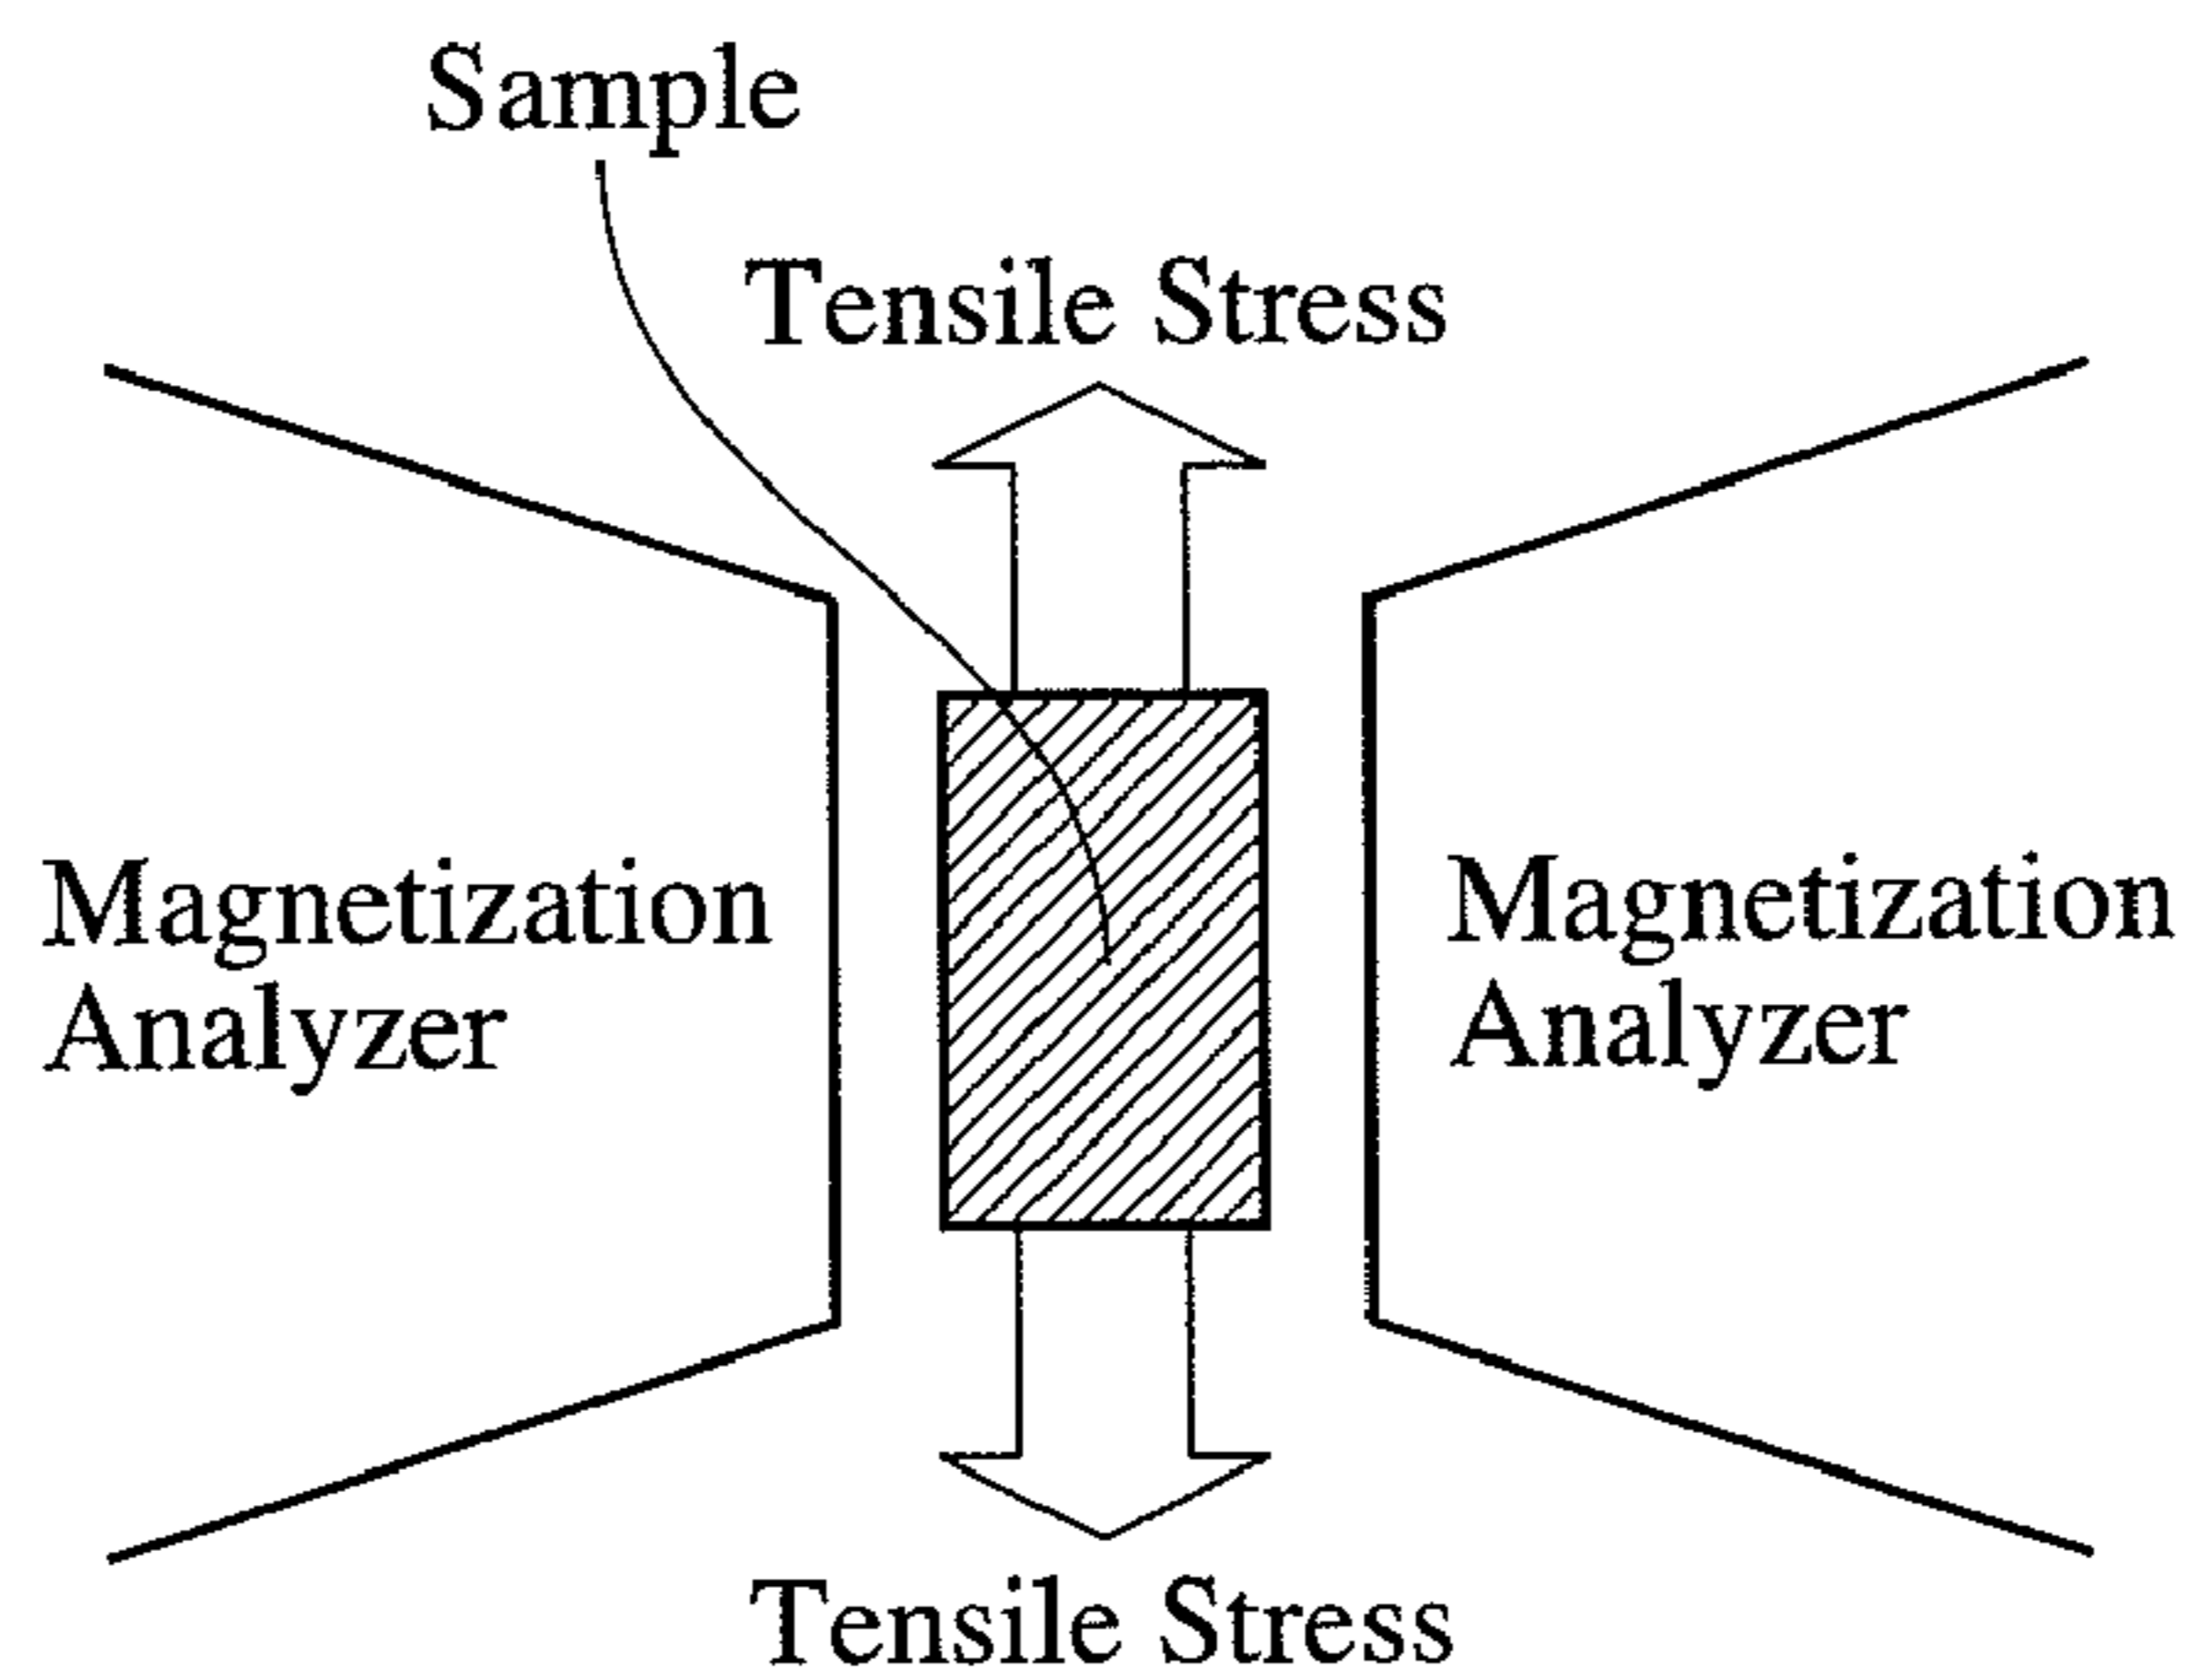 Sample
Tensile Stress
Magnetization
Analyzer
Magnetization
Analyzer
Tensile Stress